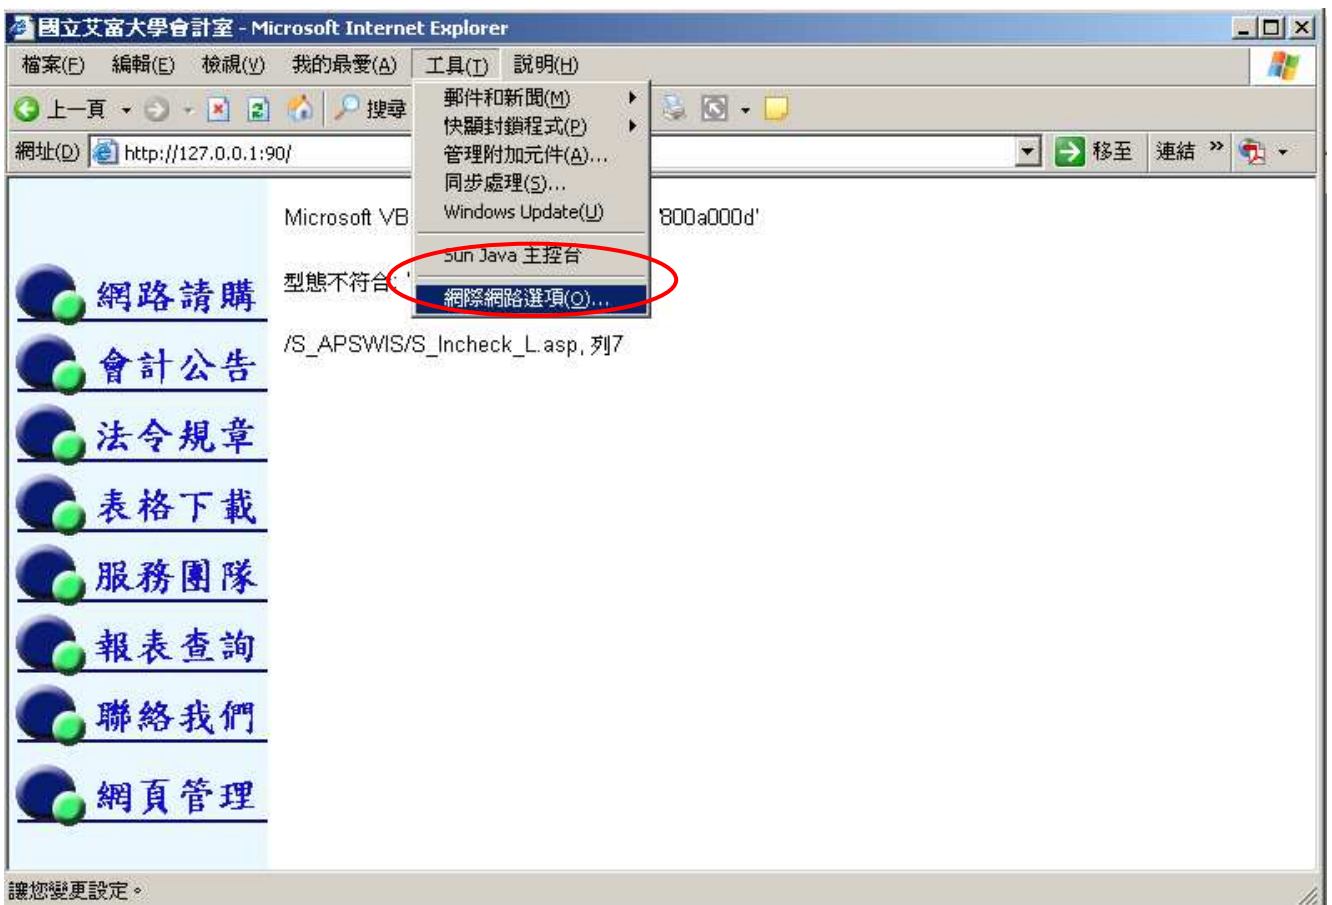 國立艾富大學會計室 - Microsoft Internet Explorer
檔案(F) 編輯(E) 檢視(V) 我的最愛(A) 工具(T) 說明(H)
上一頁 搜尋
網址(D) http://127.0.0.1:90/ 移至 連結 »
郵件和新聞(M)
快顯封鎖程式(P)
管理附加元件(A)...
同步處理(S)...
Windows Update(U)
Sun Java 主控台
網際網路選項(O)...
Microsoft VB '800a000d'
型態不符合: '
/S_APSWIS/S_Incheck_L.asp, 列7
網路請購
會計公告
法令規章
表格下載
服務團隊
報表查詢
聯絡我們
網頁管理
讓您變更設定。